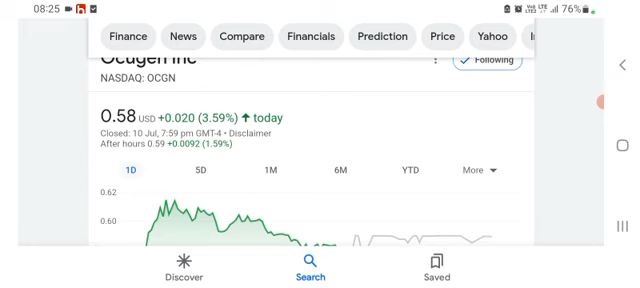 08:25
76%
Finance News Compare Financials Prediction Price Yahoo
Ocugen Inc
Following
NASDAQ: OCGN
0.58 USD +0.020 (3.59%) ↑ today
Closed: 10 Jul, 7:59 pm GMT-4 • Disclaimer
After hours 0.59 +0.0092 (1.59%)
1D 5D 1M 6M YTD More
0.62
0.60
Discover Search Saved